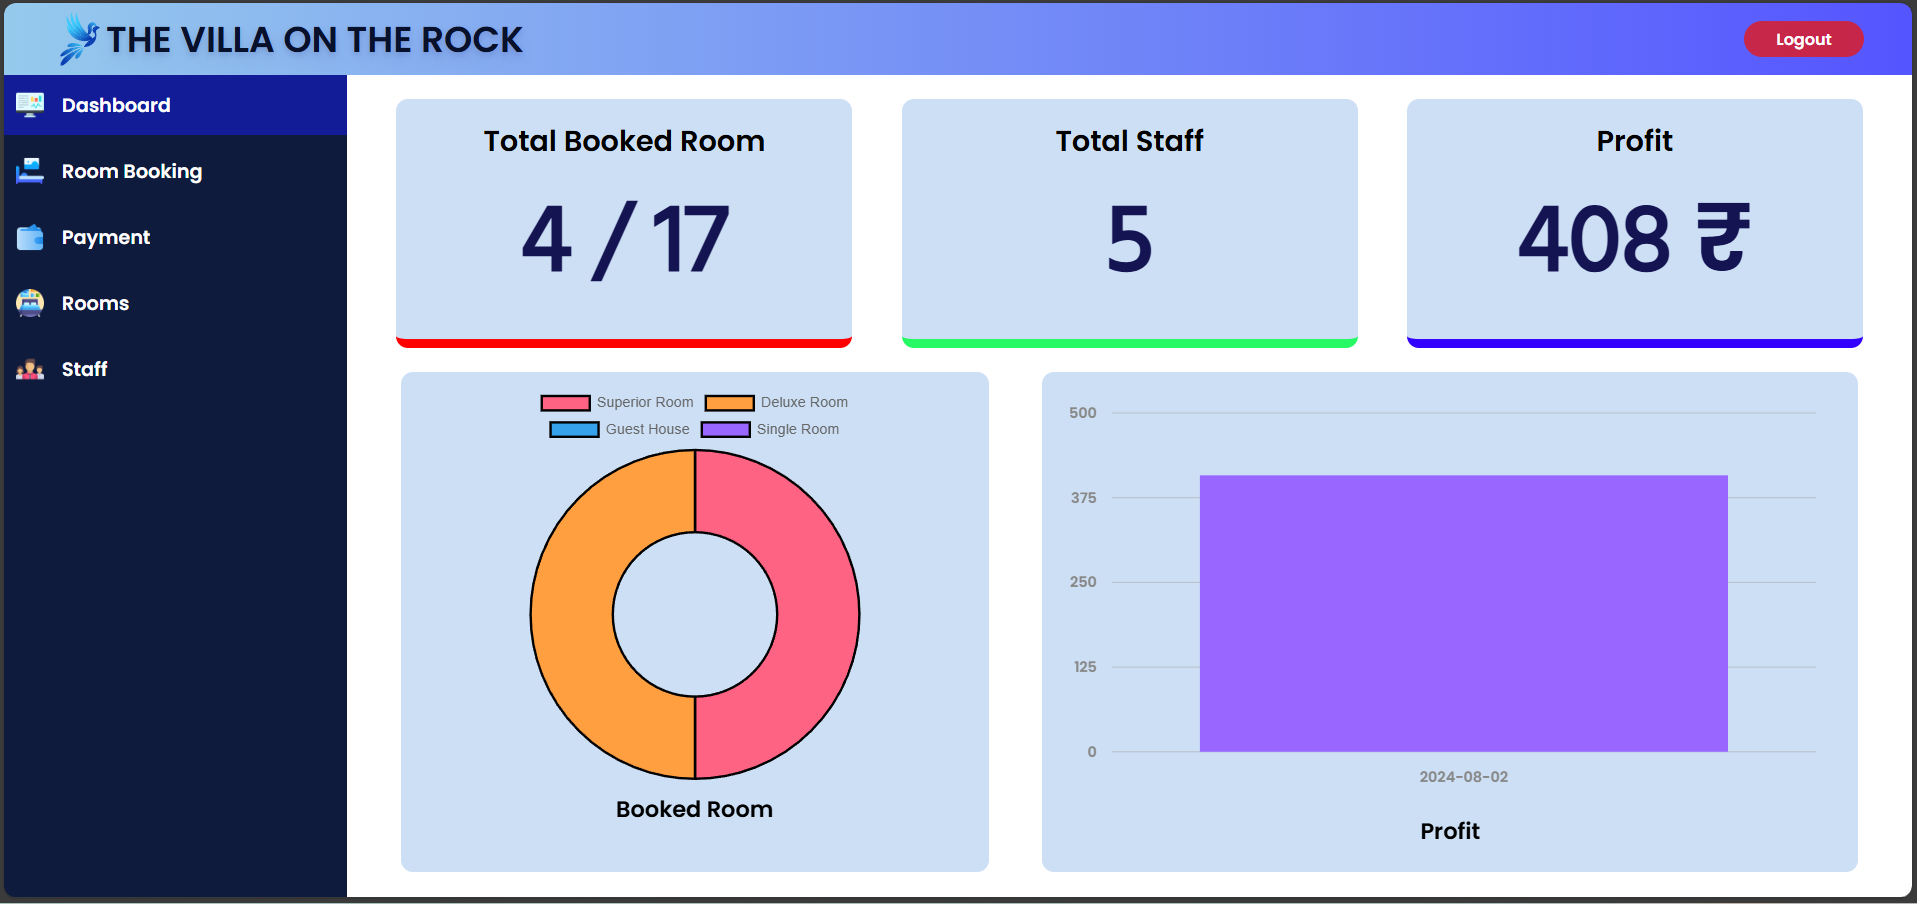 THE VILLA ON THE ROCK
Logout
Dashboard
Room Booking
Payment
Rooms
Staff
Total Booked Room
4 / 17
Total Staff
5
Profit
408 ₹
Superior Room
Deluxe Room
Guest House
Single Room
Booked Room
500
375
250
125
0
2024-08-02
Profit